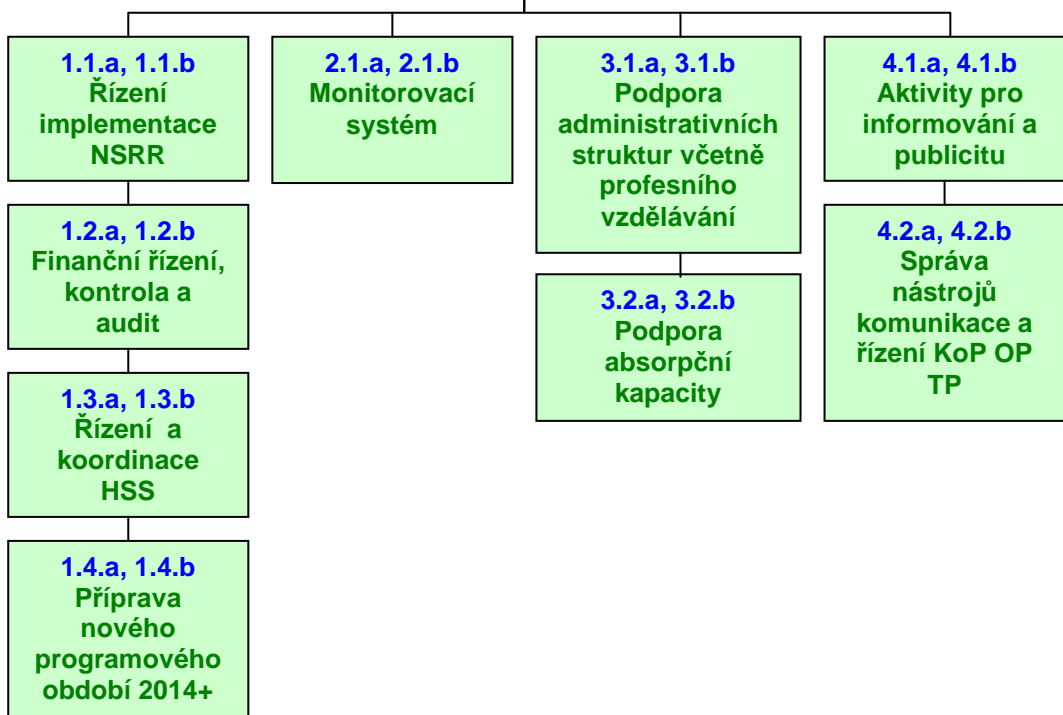 1.1.a, 1.1.b
Řízení
implementace
NSRR
1.2.a, 1.2.b
Finanční řízení,
kontrola a
audit
1.3.a, 1.3.b
Řízení a
koordinace
HSS
1.4.a, 1.4.b
Příprava
nového
programového
období 2014+
2.1.a, 2.1.b
Monitorovací
systém
3.1.a, 3.1.b
Podpora
administrativních
struktur včetně
profesního
vzdělávání
3.2.a, 3.2.b
Podpora
absorpční
kapacity
4.1.a, 4.1.b
Aktivity pro
informování a
publicitu
4.2.a, 4.2.b
Správa
nástrojů
komunikace a
řízení KoP OP
TP